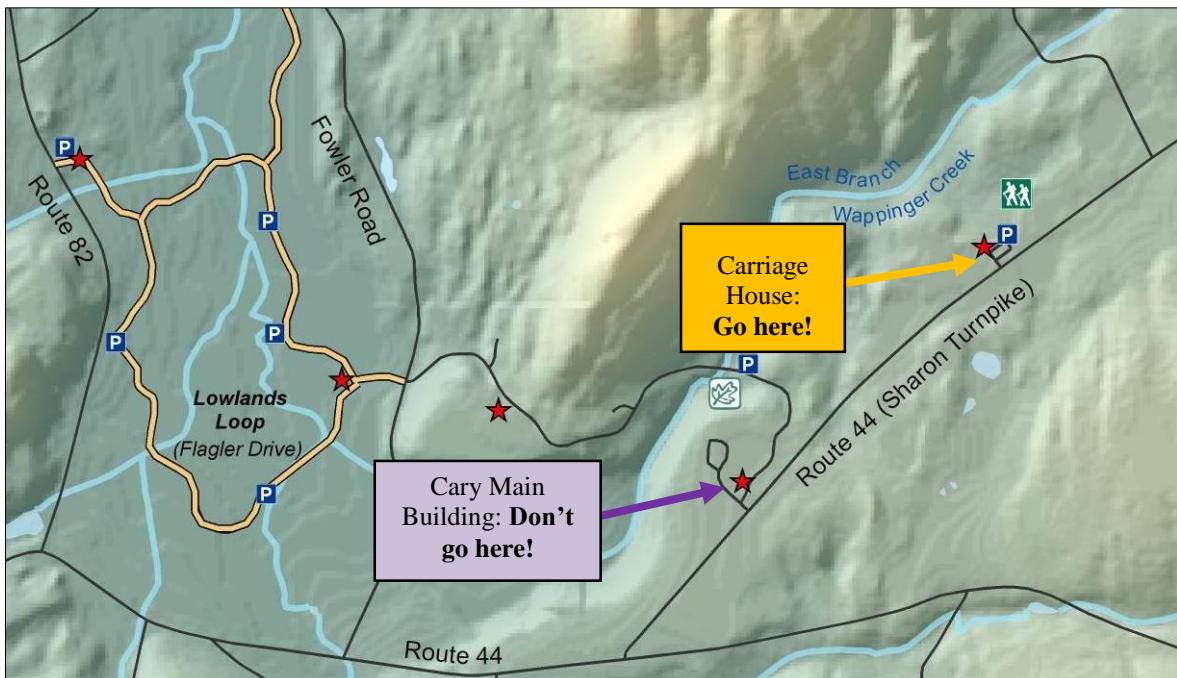 P
Route 82
Fowler Road
P
East Branch
Wappinger Creek
P
Carriage
House:
Go here!
P
P
P
Lowlands
Loop
(Flagler Drive)
Route 44 (Sharon Turnpike)
Cary Main
Building: Don’t
go here!
P
Route 44